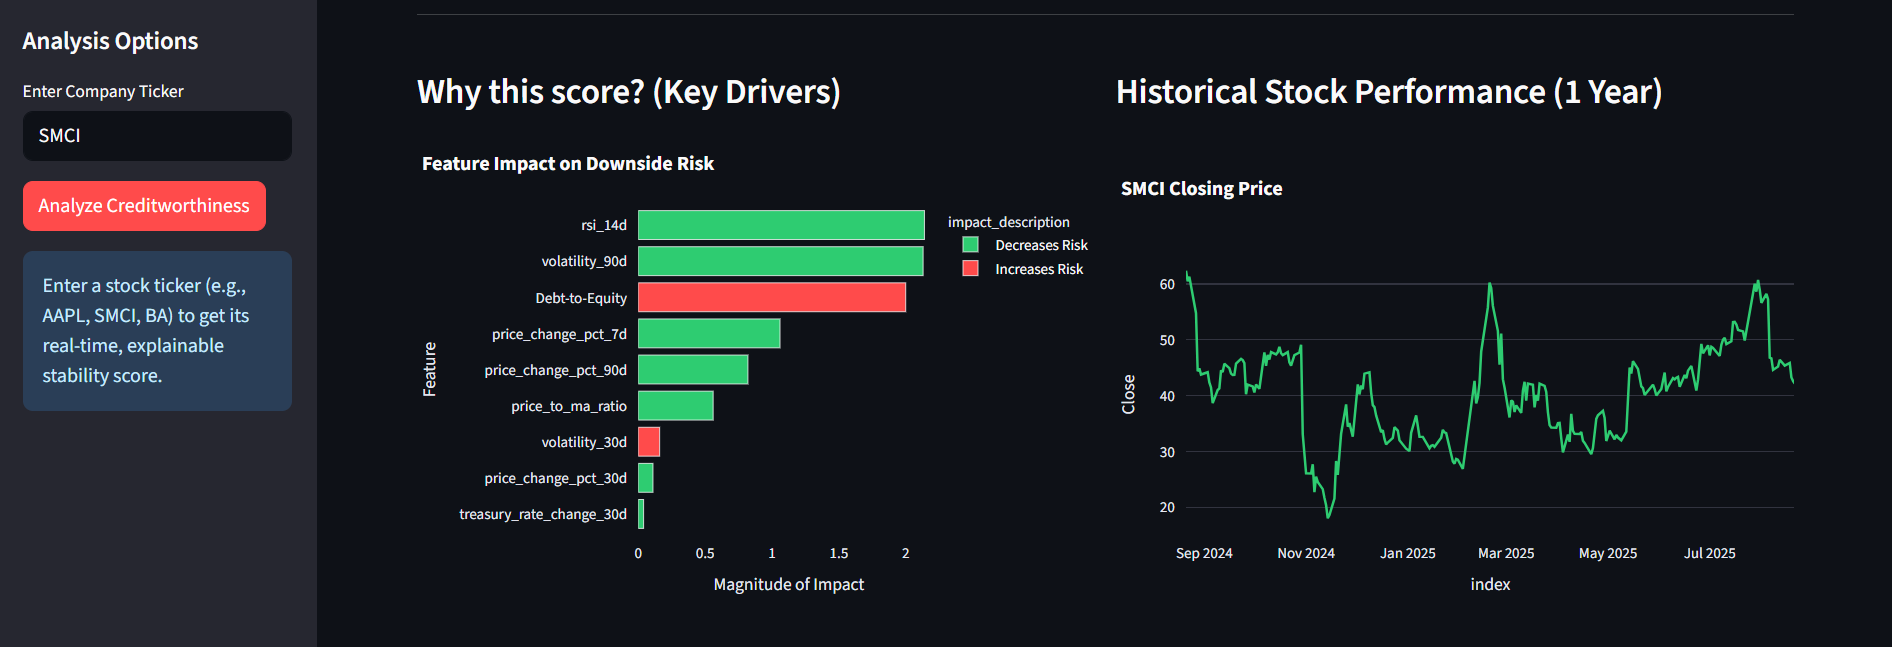 Analysis Options
Enter Company Ticker
SMCI
Analyze Creditworthiness
Enter a stock ticker (e.g.,
AAPL, SMCI, BA) to get its
real-time, explainable
stability score.
Why this score? (Key Drivers)
Feature Impact on Downside Risk
Feature
rsi_14d
volatility_90d
Debt-to-Equity
price_change_pct_7d
price_change_pct_90d
price_to_ma_ratio
volatility_30d
price_change_pct_30d
treasury_rate_change_30d
0 0.5 1 1.5 2
Magnitude of Impact
impact_description
Decreases Risk
Increases Risk
Historical Stock Performance (1 Year)
SMCI Closing Price
Close
60
50
40
30
20
Sep 2024 Nov 2024 Jan 2025 Mar 2025 May 2025 Jul 2025
index